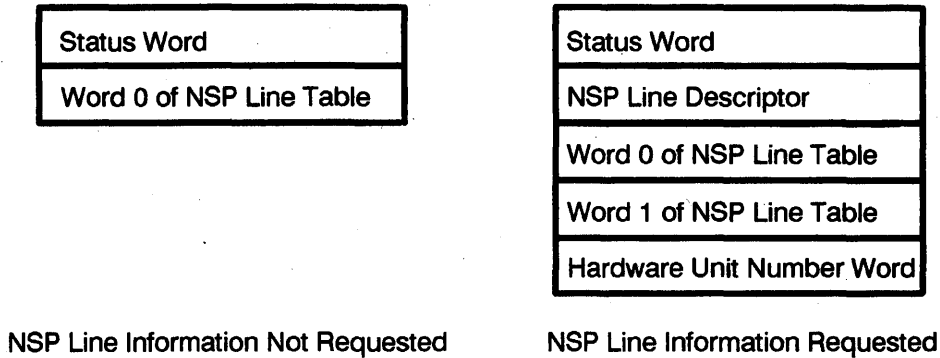 Status Word
Word 0 of NSP Line Table
NSP Line Information Not Requested
Status Word
NSP Line Descriptor
Word 0 of NSP Line Table
Word 1 of NSP Line Table
Hardware Unit Number Word
NSP Line Information Requested